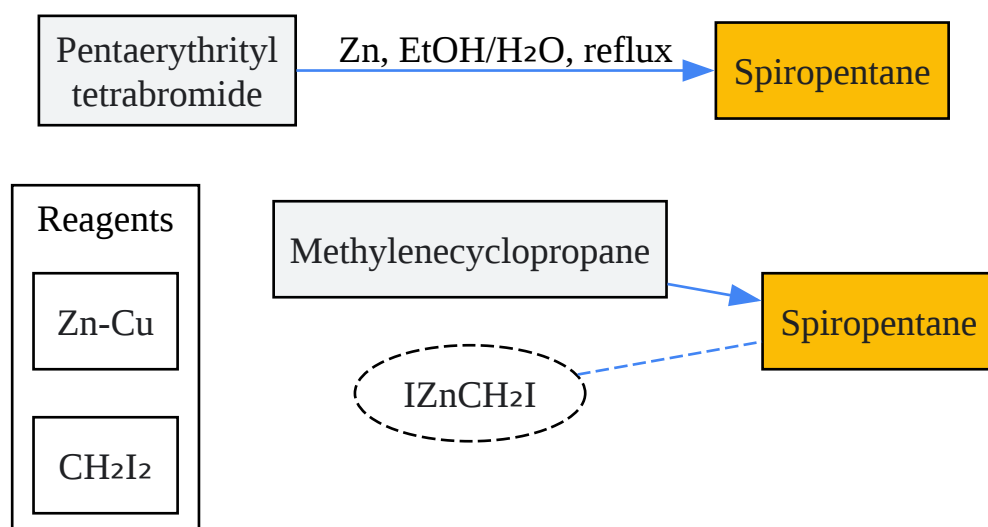 Pentaerythrityl
tetrabromide
Zn, EtOH/H₂O, reflux
Spiropentane
Reagents
Zn-Cu
CH₂I₂
Methylenecyclopropane
IZnCH₂I
Spiropentane